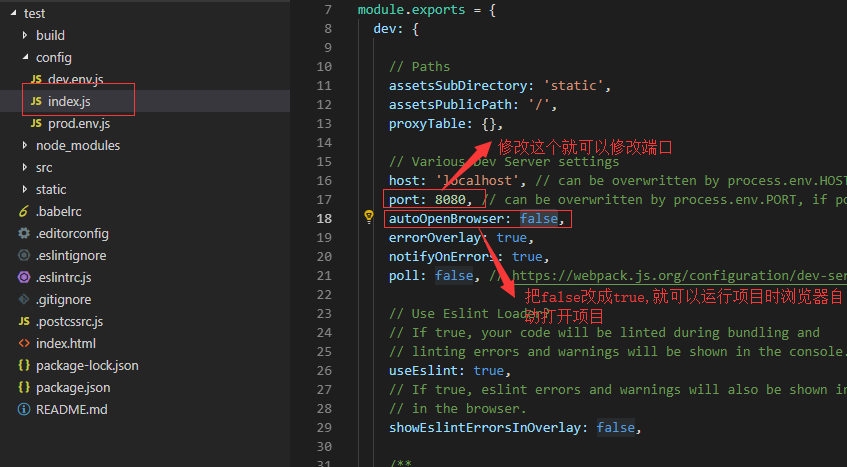 test
build
config
dev.env.js
index.js
prod.env.js
node_modules
src
static
.babelrc
.editorconfig
.eslintignore
.eslintrc.js
.gitignore
.postcssrc.js
index.html
package-lock.json
package.json
README.md
7 module.exports = {
8 dev: {
9
10 // Paths
11 assetsSubDirectory: 'static',
12 assetsPublicPath: '/',
13 proxyTable: {},
14
修改这个就可以修改端口
15 // Various Dev Server settings
16 host: 'localhost', // can be overwritten by process.env.HOST
17 port: 8080, // can be overwritten by process.env.PORT, if po
18 autoOpenBrowser: false,
19 errorOverlay: true,
20 notifyOnErrors: true,
21 poll: false, // https://webpack.js.org/configuration/dev-ser
22
把false改成true,就可以运行项目时浏览器自
动打开项目
23 // Use Eslint Loader?
24 // If true, your code will be linted during bundling and
25 // linting errors and warnings will be shown in the console.
26 useEslint: true,
27 // If true, eslint errors and warnings will also be shown in
28 // in the browser.
29 showEslintErrorsInOverlay: false,
30
31 /**